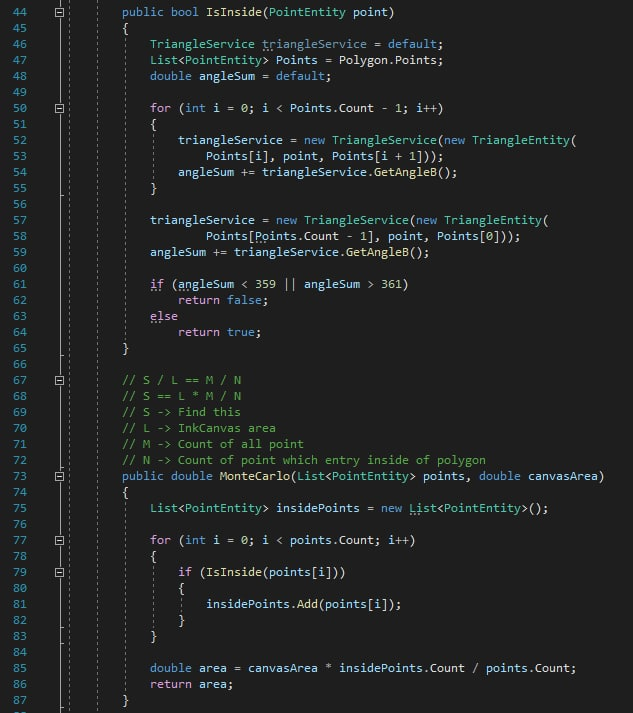 44 public bool IsInside(PointEntity point)
45 {
46 TriangleService triangleService = default;
47 List<PointEntity> Points = Polygon.Points;
48 double angleSum = default;
49
50 for (int i = 0; i < Points.Count - 1; i++)
51 {
52 triangleService = new TriangleService(new TriangleEntity(
53 Points[i], point, Points[i + 1]));
54 angleSum += triangleService.GetAngleB();
55 }
56
57 triangleService = new TriangleService(new TriangleEntity(
58 Points[Points.Count - 1], point, Points[0]));
59 angleSum += triangleService.GetAngleB();
60
61 if (angleSum < 359 || angleSum > 361)
62 return false;
63 else
64 return true;
65 }
66
67 // S / L == M / N
68 // S == L * M / N
69 // S -> Find this
70 // L -> InkCanvas area
71 // M -> Count of all point
72 // N -> Count of point which entry inside of polygon
73 public double MonteCarlo(List<PointEntity> points, double canvasArea)
74 {
75 List<PointEntity> insidePoints = new List<PointEntity>();
76
77 for (int i = 0; i < points.Count; i++)
78 {
79 if (IsInside(points[i]))
80 {
81 insidePoints.Add(points[i]);
82 }
83 }
84
85 double area = canvasArea * insidePoints.Count / points.Count;
86 return area;
87 }